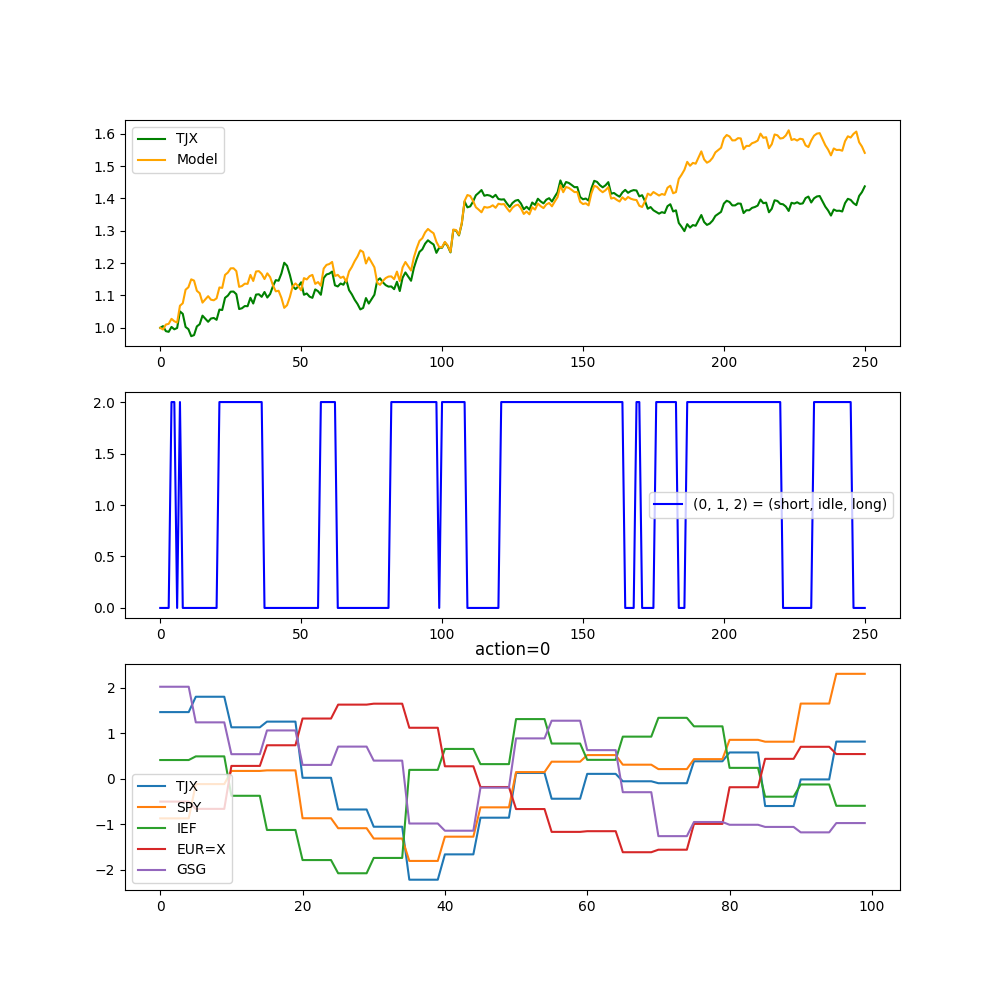 TJX
Model
1.6
1.5
1.4
1.3
1.2
1.1
1.0
0 50 100 150 200 250
2.0
1.5
1.0
0.5
0.0
(0, 1, 2) = (short, idle, long)
0 50 100 150 200 250
action=0
2
1
0
−1
−2
TJX
SPY
IEF
EUR=X
GSG
0 20 40 60 80 100